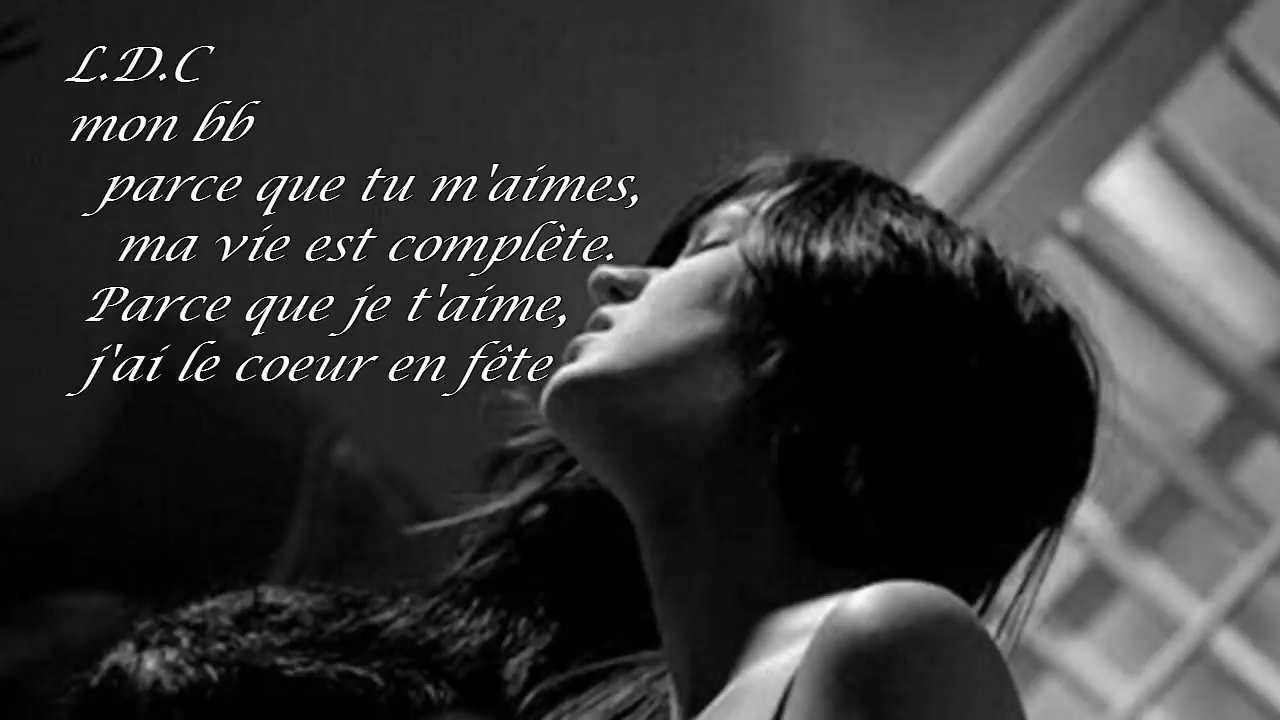 L.D.C
mon bb
parce que tu m'aimes,
ma vie est complète.
Parce que je t'aime,
j'ai le coeur en fête